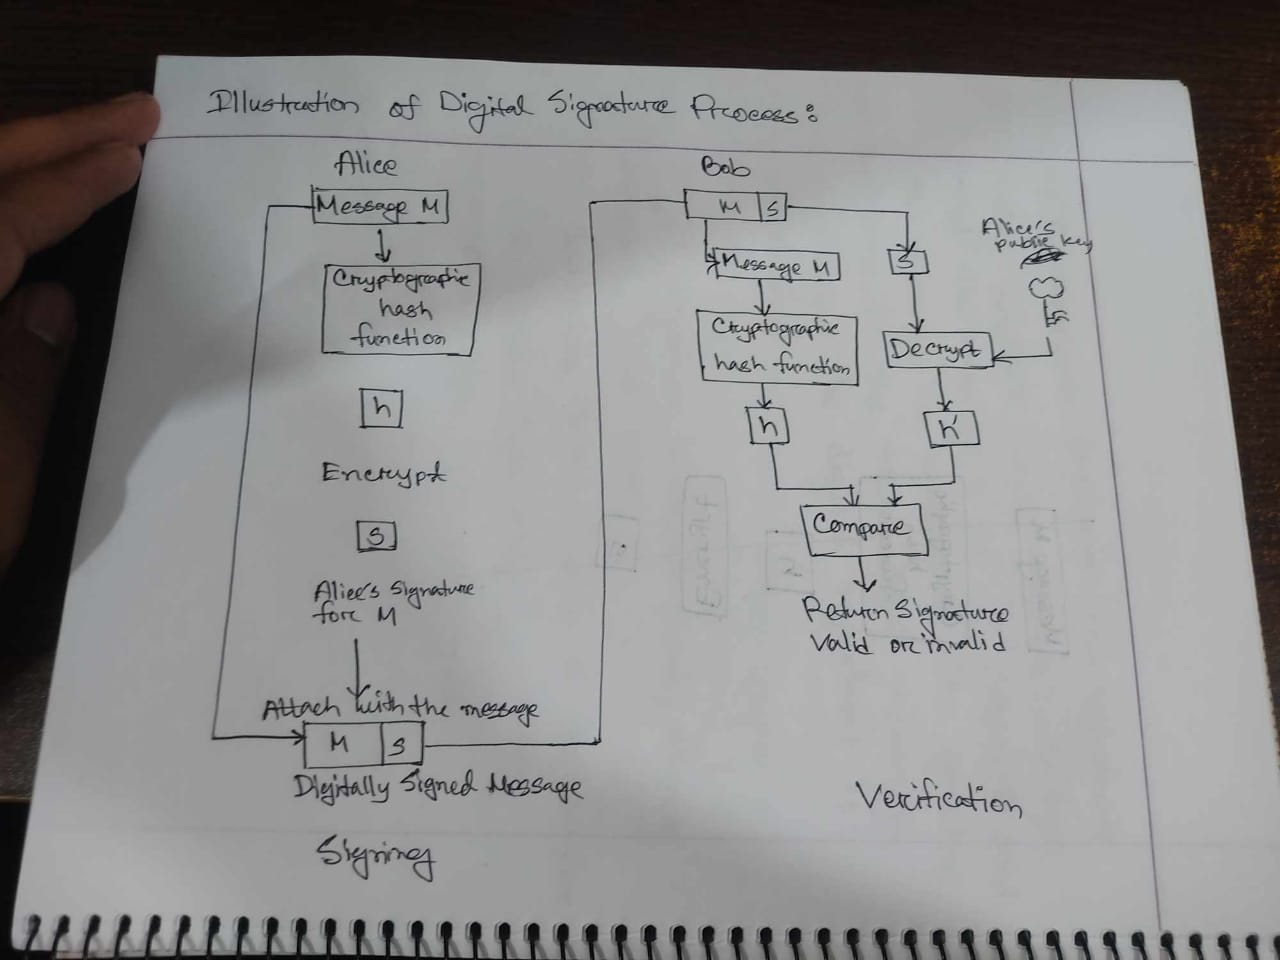 Illustration of Digital Signature Process:
Alice
Message M
Cryptographic
hash
function
h
Encrypt
S
Alice's Signature
for M
Attach with the message
M S
Digitally Signed Message
Signing
Bob
M S
Message M
Cryptographic
hash function
h
S
Alice's
public key
Decrypt
h'
Compare
Return Signature
Valid or invalid
Verification